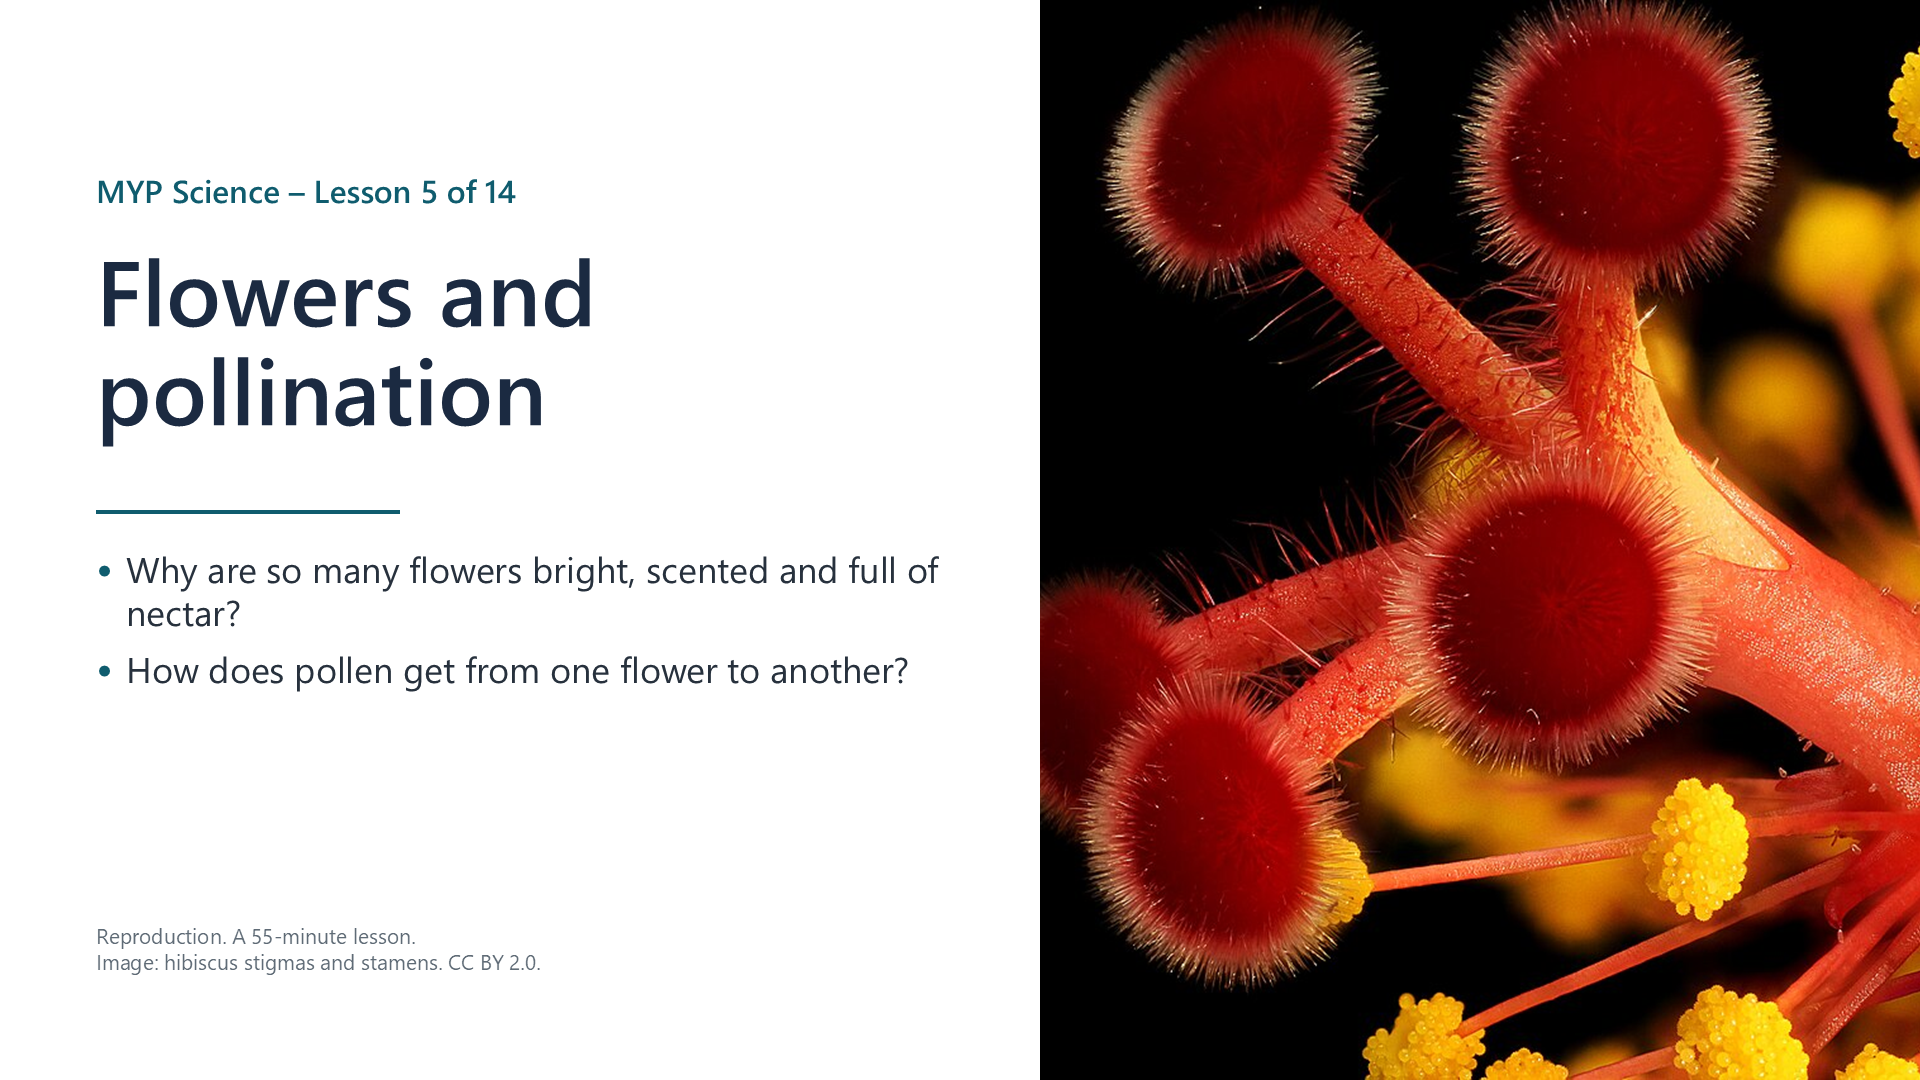 MYP Science – Lesson 5 of 14
Flowers and
pollination
• Why are so many flowers bright, scented and full of
nectar?
• How does pollen get from one flower to another?
Reproduction. A 55-minute lesson.
Image: hibiscus stigmas and stamens. CC BY 2.0.